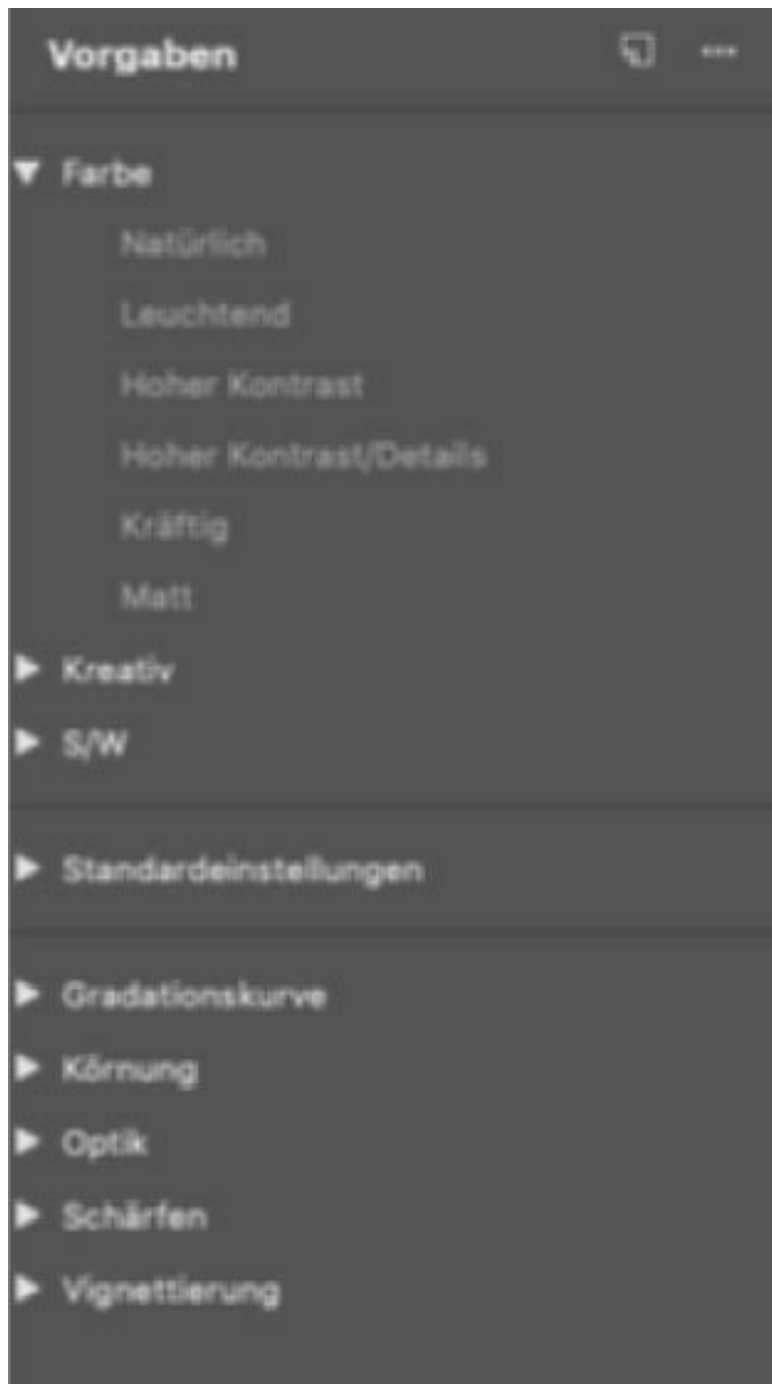 Vorgaben
Farbe
Natürlich
Leuchtend
Hoher Kontrast
Hoher Kontrast/Details
Kräftig
Matt
Kreativ
S/W
Standardeinstellungen
Gradationskurve
Körnung
Optik
Schärfen
Vignettierung